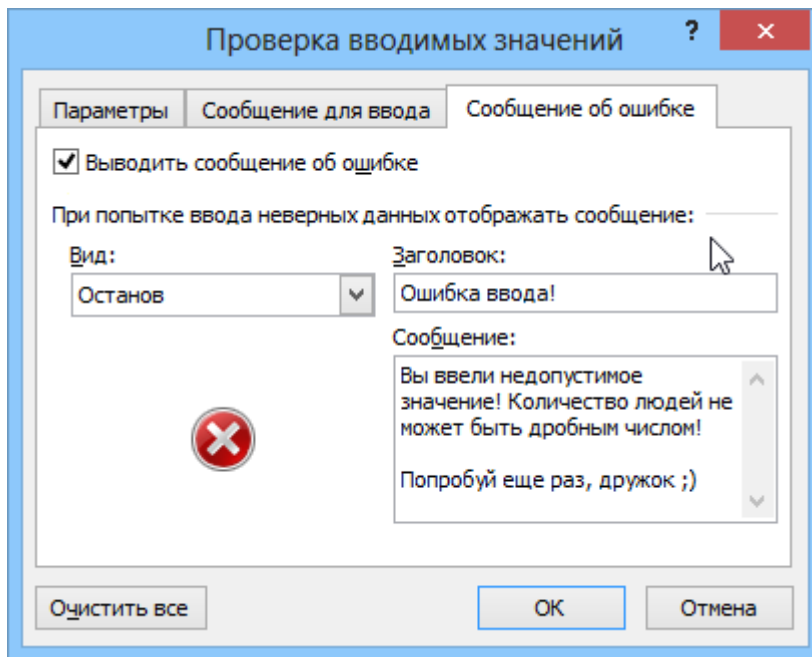 Проверка вводимых значений
?
Параметры
Сообщение для ввода
Сообщение об ошибке
Выводить сообщение об ошибке
При попытке ввода неверных данных отображать сообщение:
Вид:
Заголовок:
Останов
Ошибка ввода!
Сообщение:
Вы ввели недопустимое
значение! Количество людей не
может быть дробным числом!
Попробуй еще раз, дружок ;)
Очистить все
ОК
Отмена